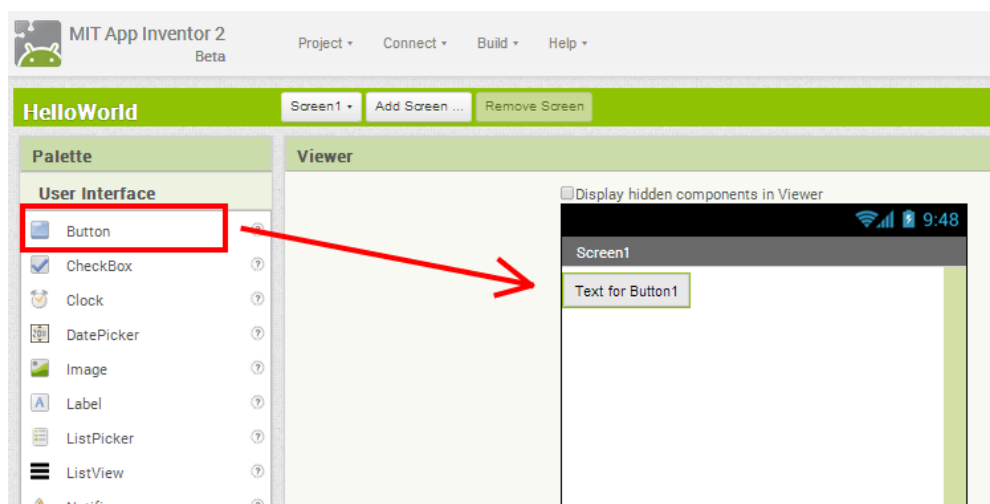 MIT App Inventor 2
Beta
Project
Connect
Build
Help
HelloWorld
Screen1
Add Screen ...
Remove Screen
Palette
Viewer
User Interface
Display hidden components in Viewer
9:48
Screen1
Text for Button1
Button
CheckBox
Clock
DatePicker
Image
Label
ListPicker
ListView